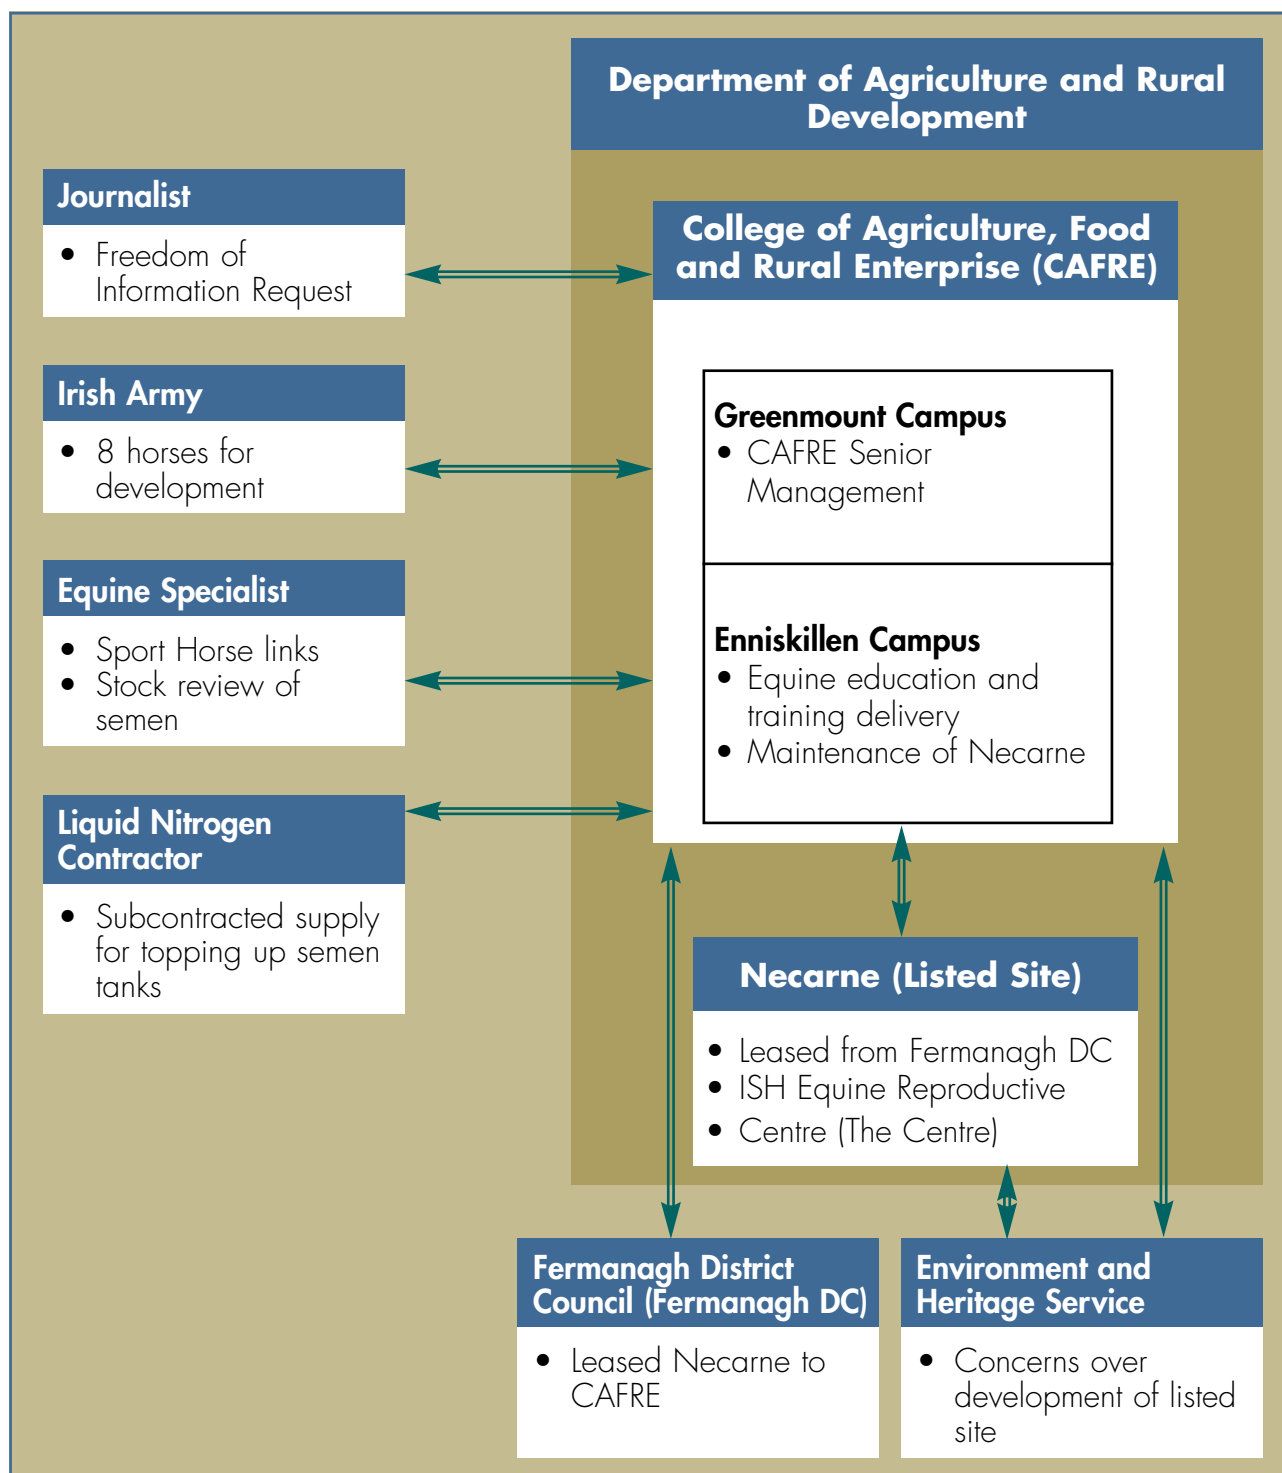 Department of Agriculture and Rural
Development
Journalist
• Freedom of
Information Request
Irish Army
• 8 horses for
development
Equine Specialist
• Sport Horse links
• Stock review of
semen
Liquid Nitrogen
Contractor
• Subcontracted supply
for topping up semen
tanks
College of Agriculture, Food
and Rural Enterprise (CAFRE)
Greenmount Campus
• CAFRE Senior
Management
Enniskillen Campus
• Equine education and
training delivery
• Maintenance of Necarne
Necarne (Listed Site)
• Leased from Fermanagh DC
• ISH Equine Reproductive
• Centre (The Centre)
Fermanagh District
Council (Fermanagh DC)
• Leased Necarne to
CAFRE
Environment and
Heritage Service
• Concerns over
development of listed
site